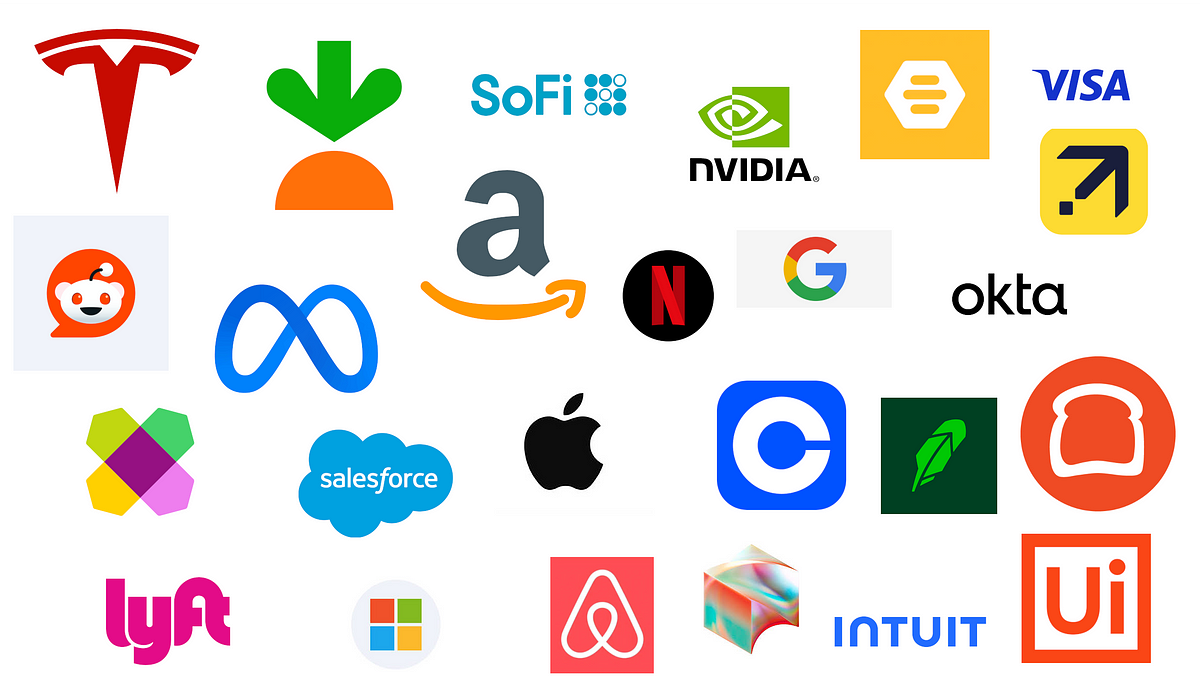 SoFi
VISA
NVIDIA®
a
N
G
okta
salesforce
lyft
INTUIT
Ui